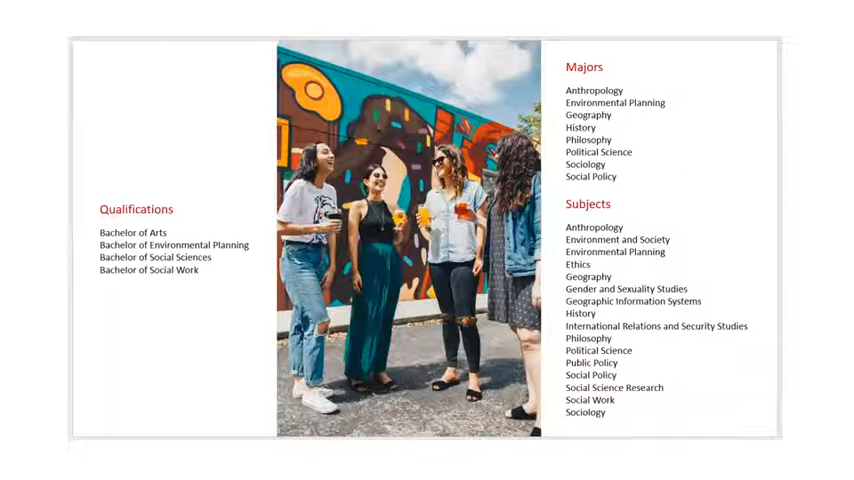 Qualifications
Bachelor of Arts
Bachelor of Environmental Planning
Bachelor of Social Sciences
Bachelor of Social Work
Majors
Anthropology
Environmental Planning
Geography
History
Philosophy
Political Science
Sociology
Social Policy
Subjects
Anthropology
Environment and Society
Environmental Planning
Ethics
Geography
Gender and Sexuality Studies
Geographic Information Systems
History
International Relations and Security Studies
Philosophy
Political Science
Public Policy
Social Policy
Social Science Research
Social Work
Sociology